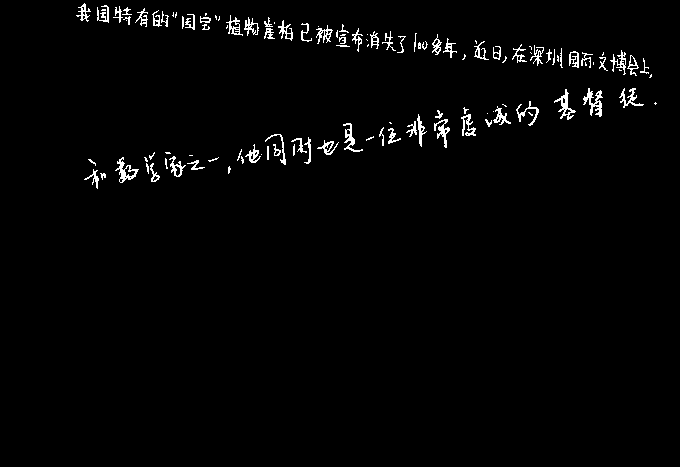 我国特有的“国宝”植物崖柏已被宣布消失了100多年，近日，在深圳国际文博会上，
和数学家之一，他同时也是一位非常虔诚的基督徒．